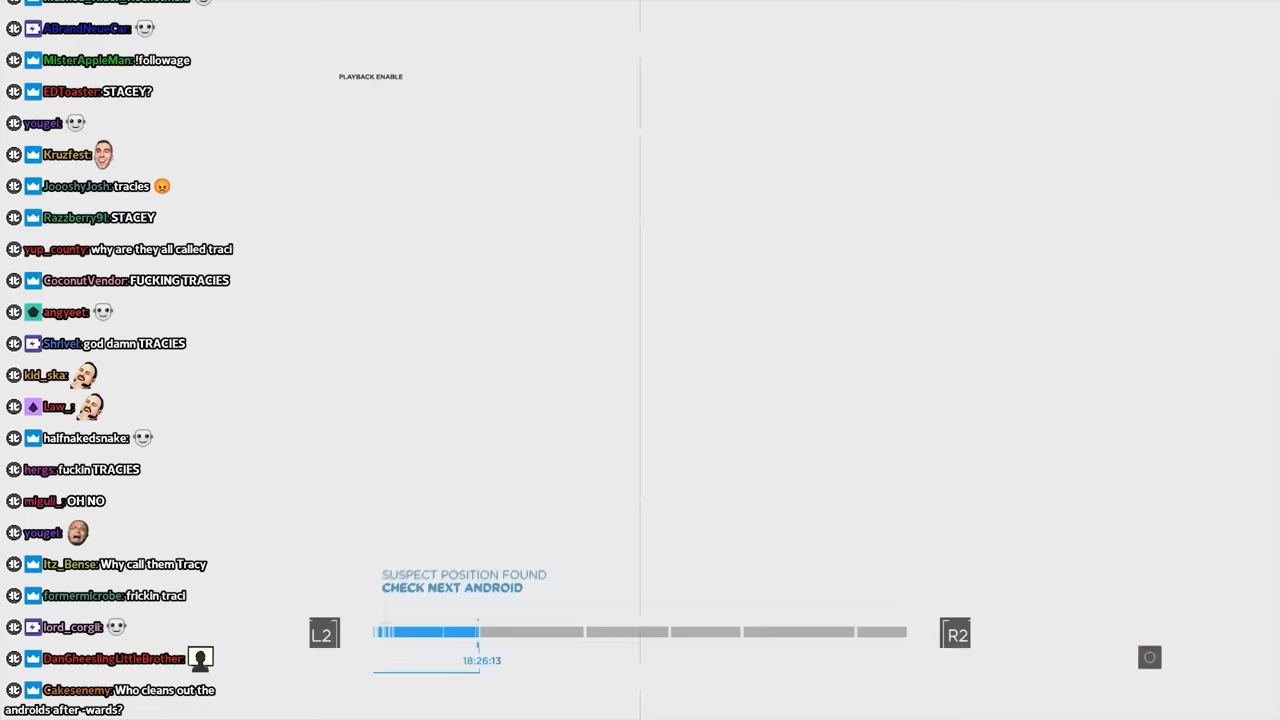 ABrandNeueCar:
MisterAppleMan: !followage
PLAYBACK ENABLE
EDToaster: STACEY?
yougel:
Kruzfest:
JoooshyJosh: tracies
Razzberry91: STACEY
yup_county: why are they all called traci
CoconutVendor: FUCKING TRACIES
angyeet:
Shrivel: god damn TRACIES
kid_ska:
Law_:
halfnakedsnake:
hergs: fuckin TRACIES
miguli_: OH NO
yougel:
Itz_Bense: Why call them Tracy
formermicrobe: frickin traci
lord_corgii:
DanGheeslingLittleBrother:
Cakesenemy: Who cleans out the
androids after-wards?
SUSPECT POSITION FOUND
CHECK NEXT ANDROID
L2
R2
18:26:13